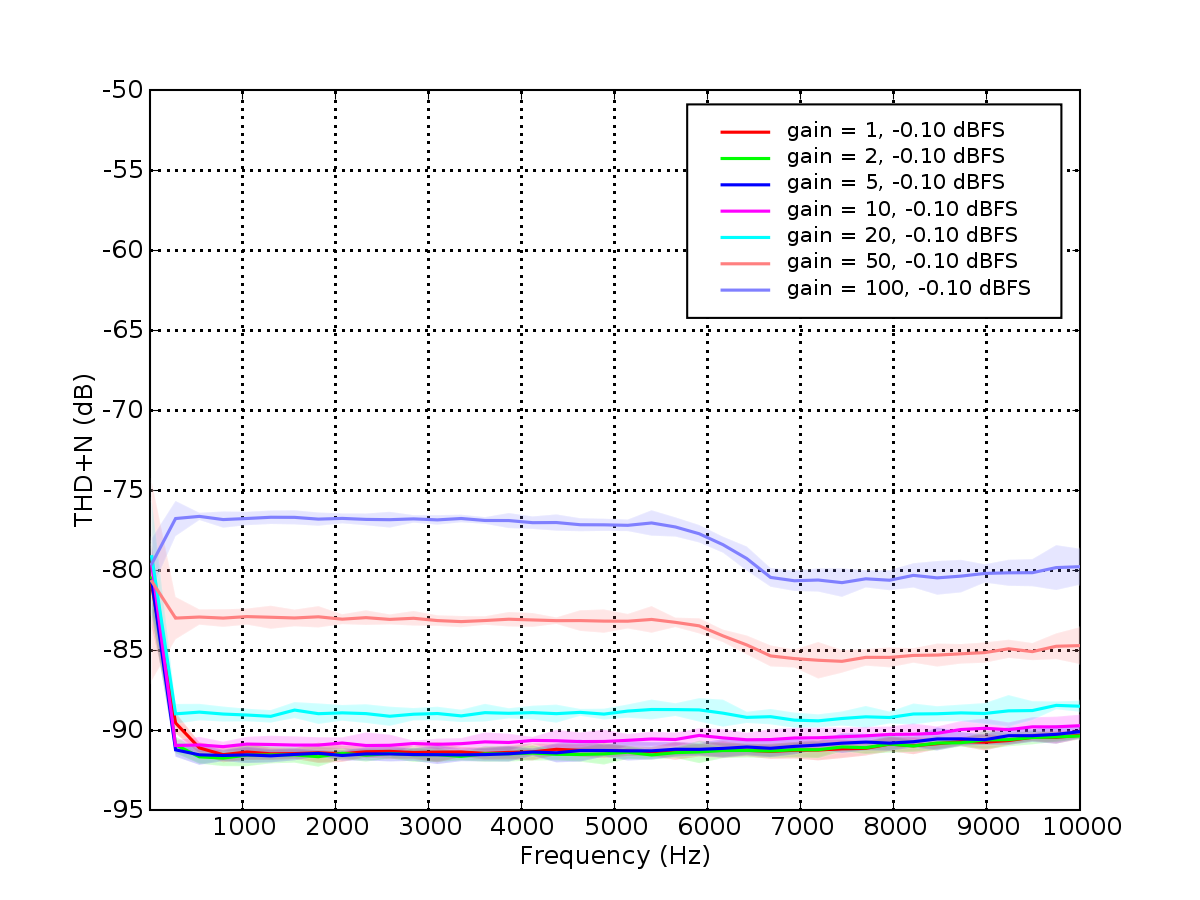 -50
-55
-60
-65
-70
-75
-80
-85
-90
-95
THD+N (dB)
gain = 1, -0.10 dBFS
gain = 2, -0.10 dBFS
gain = 5, -0.10 dBFS
gain = 10, -0.10 dBFS
gain = 20, -0.10 dBFS
gain = 50, -0.10 dBFS
gain = 100, -0.10 dBFS
1000 2000 3000 4000 5000 6000 7000 8000 9000 10000
Frequency (Hz)